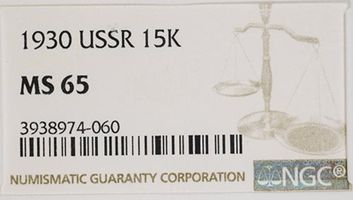 1930 USSR 15K
MS 65
3938974-060
NUMISMATIC GUARANTY CORPORATION NGC